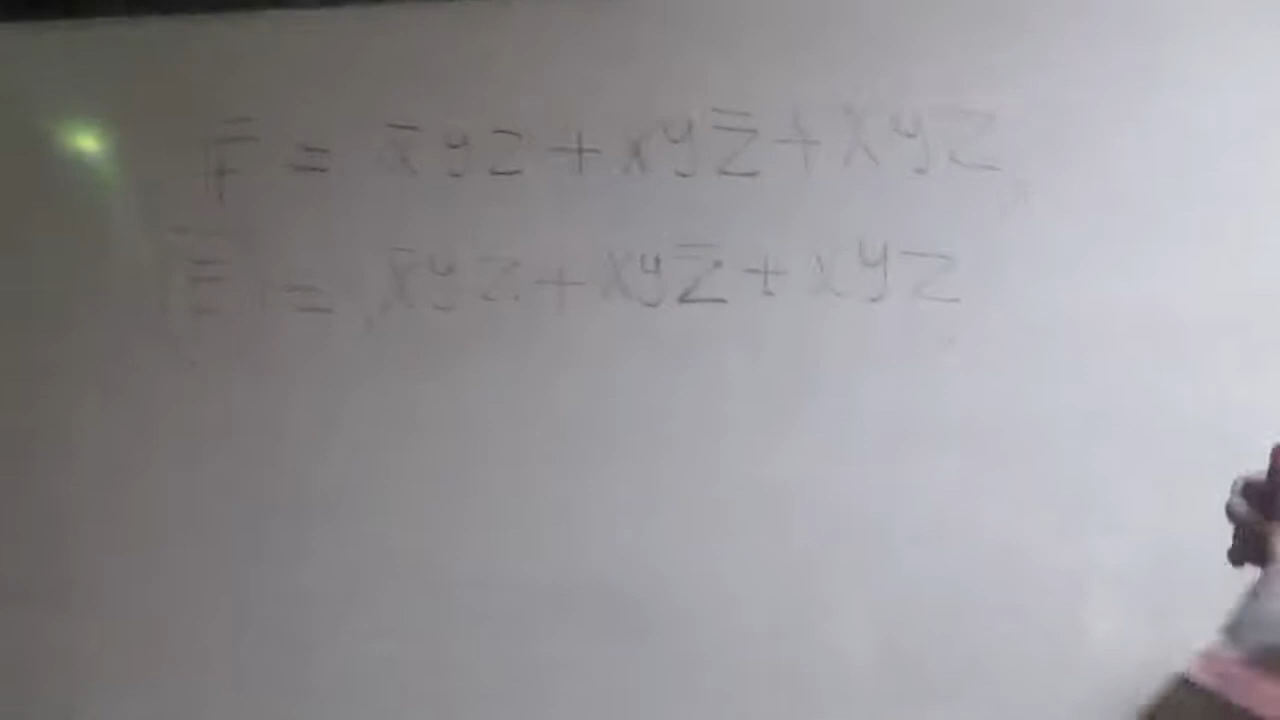 F̅ = x̅yz + xyz̅ + xyz
= x̅yz + xyz̅ + xyz